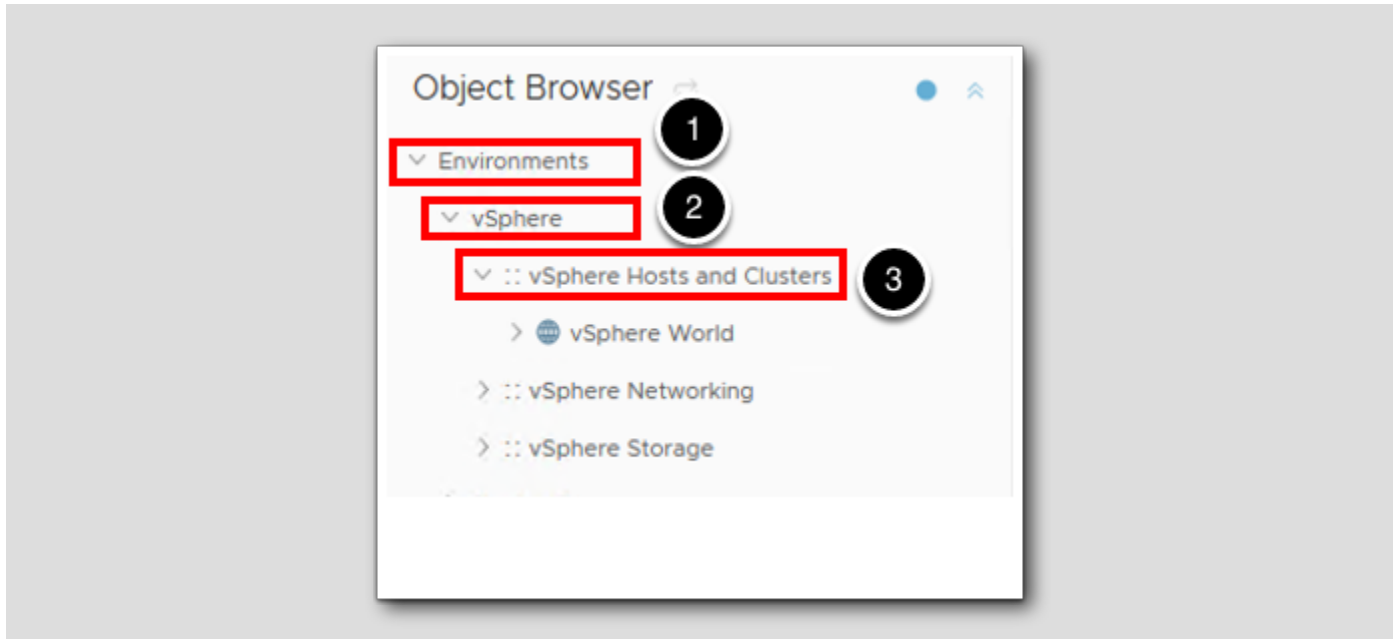 Object Browser
1
Environments
2
vSphere
vSphere Hosts and Clusters
3
vSphere World
vSphere Networking
vSphere Storage